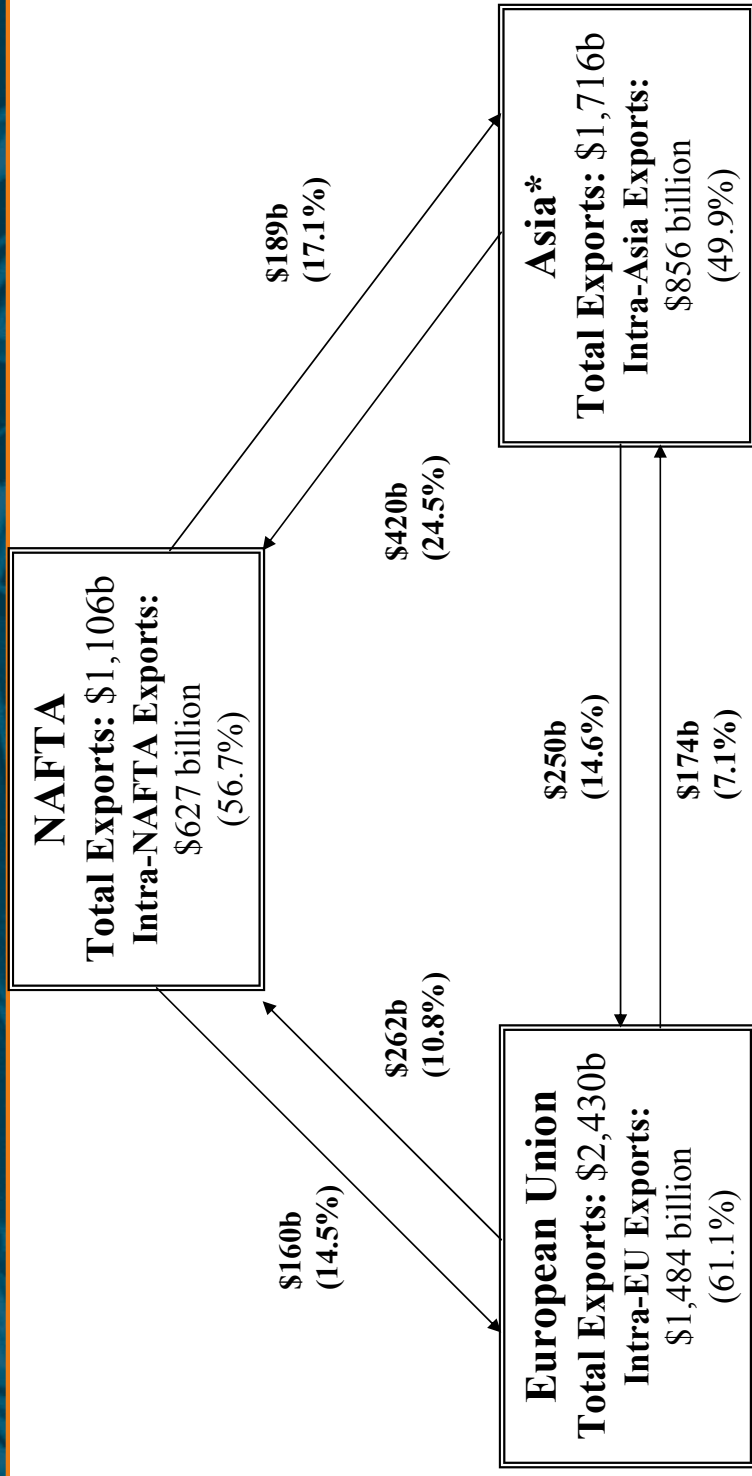 NAFTA
Total Exports: $1,106b
Intra-NAFTA Exports:
$627 billion
(56.7%)
$160b
(14.5%)
$262b
(10.8%)
$420b
(24.5%)
$189b
(17.1%)
European Union
Total Exports: $2,430b
Intra-EU Exports:
$1,484 billion
(61.1%)
$250b
(14.6%)
$174b
(7.1%)
Asia*
Total Exports: $1,716b
Intra-Asia Exports:
$856 billion
(49.9%)